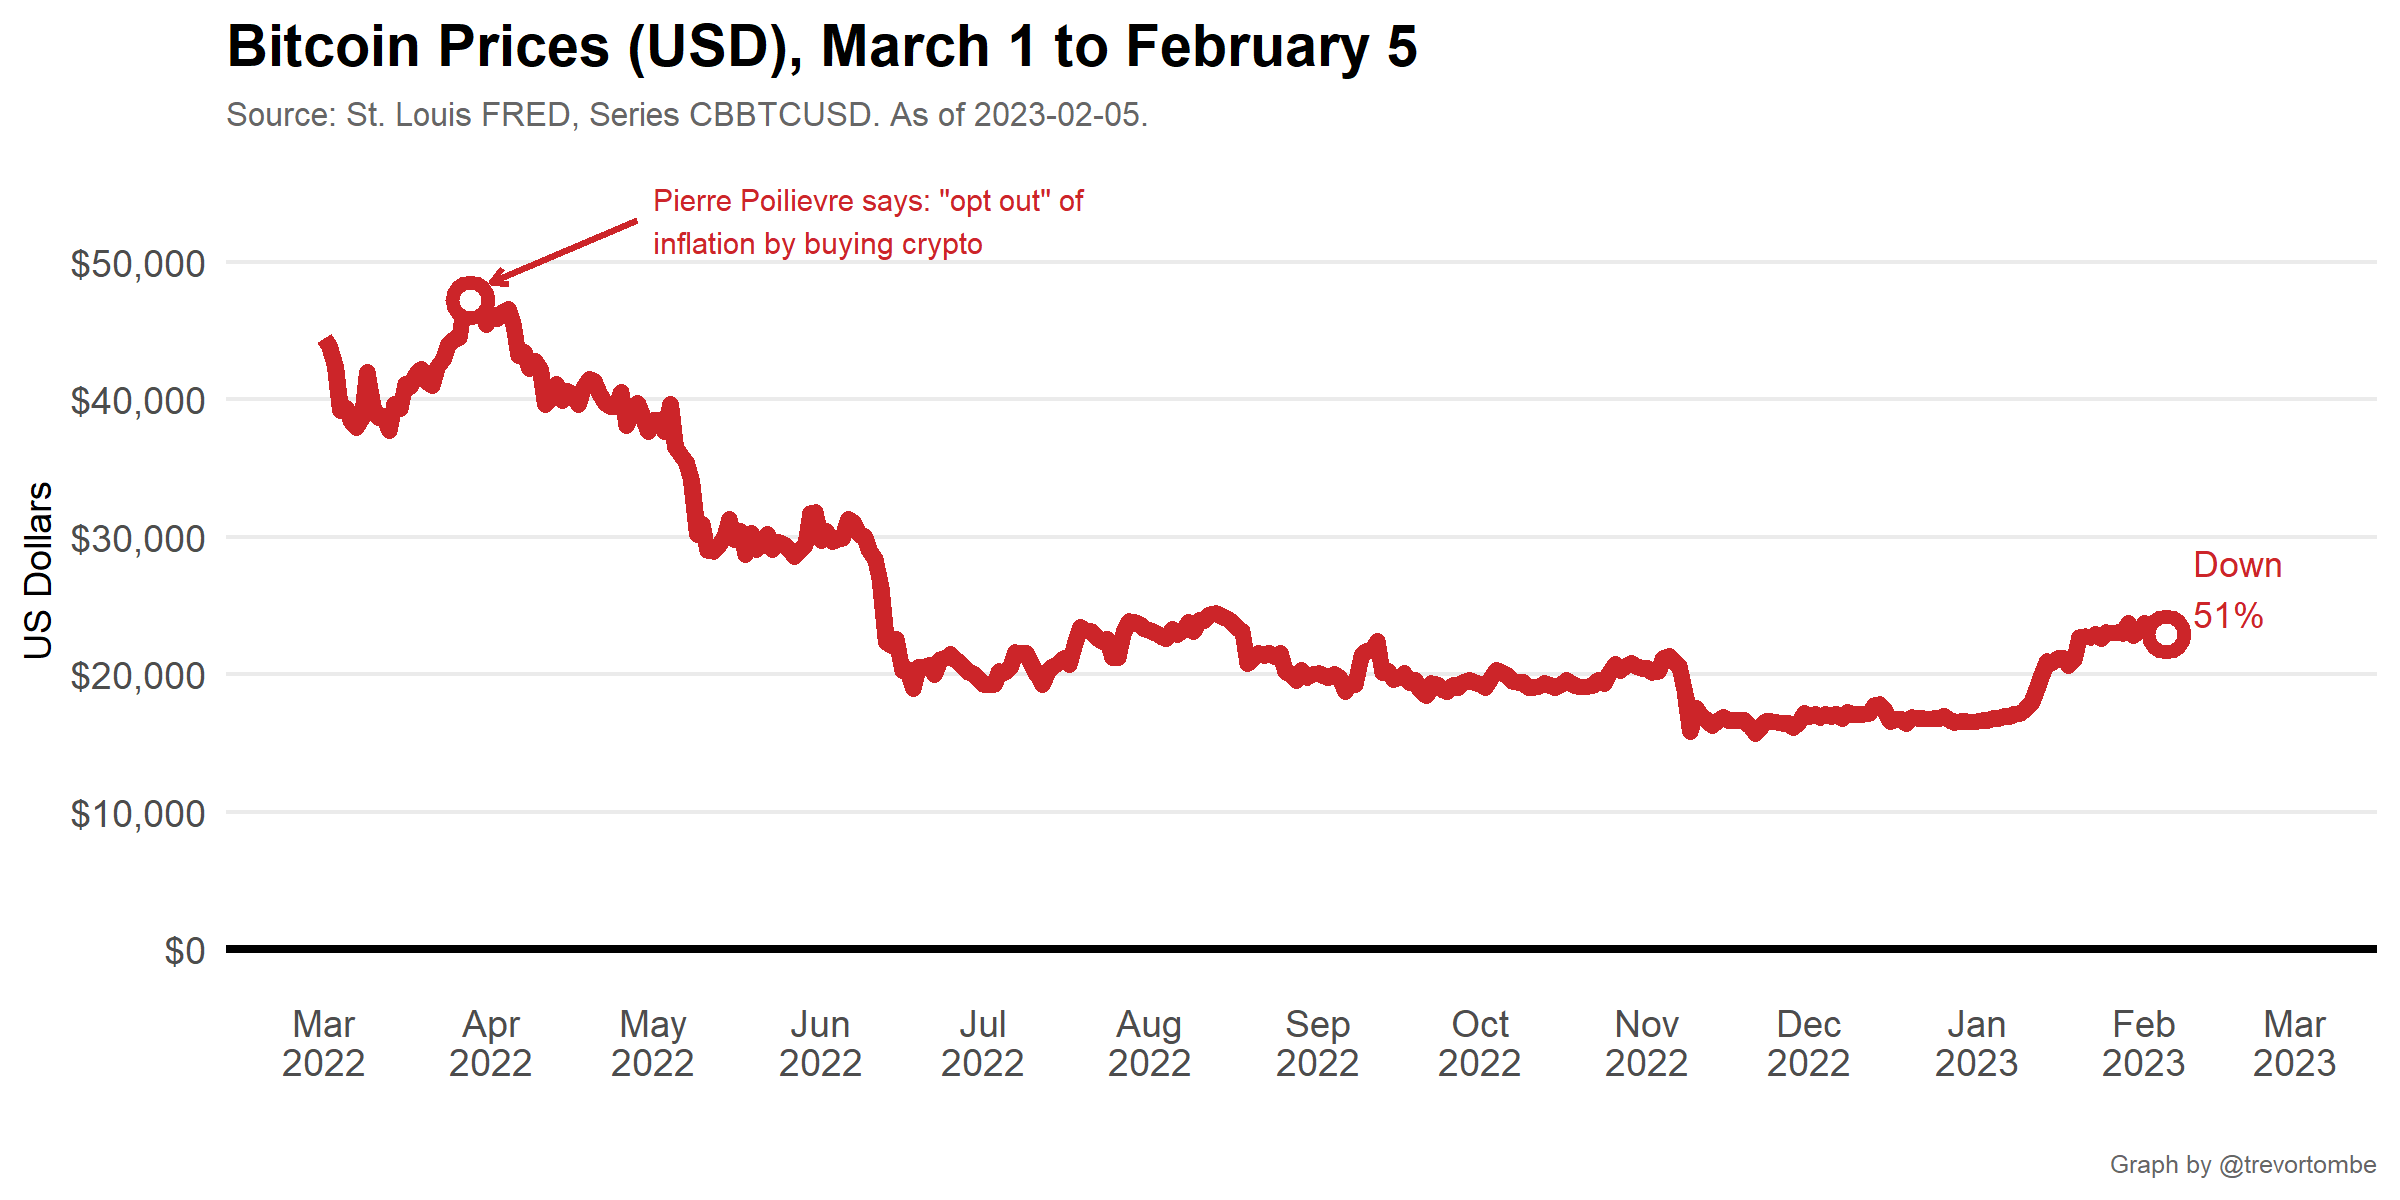 Bitcoin Prices (USD), March 1 to February 5
Source: St. Louis FRED, Series CBBTCUSD. As of 2023-02-05.
Pierre Poilievre says: "opt out" of
inflation by buying crypto
US Dollars
$50,000
$40,000
$30,000
$20,000
$10,000
$0
Down
51%
Mar Apr May Jun Jul Aug Sep Oct Nov Dec Jan Feb Mar
2022 2022 2022 2022 2022 2022 2022 2022 2022 2022 2023 2023 2023
Graph by @trevortombe